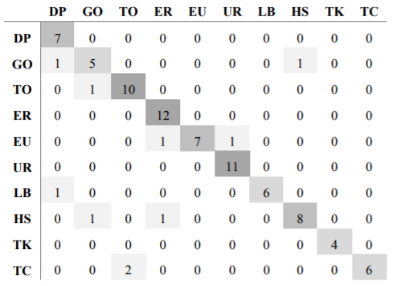 DP GO TO ER EU UR LB HS TK TC
DP 7 0 0 0 0 0 0 0 0 0
GO 1 5 0 0 0 0 0 1 0 0
TO 0 1 10 0 0 0 0 0 0 0
ER 0 0 0 12 0 0 0 0 0 0
EU 0 0 0 1 7 1 0 0 0 0
UR 0 0 0 0 0 11 0 0 0 0
LB 1 0 0 0 0 0 6 0 0 0
HS 0 1 0 1 0 0 0 8 0 0
TK 0 0 0 0 0 0 0 0 4 0
TC 0 0 2 0 0 0 0 0 0 6